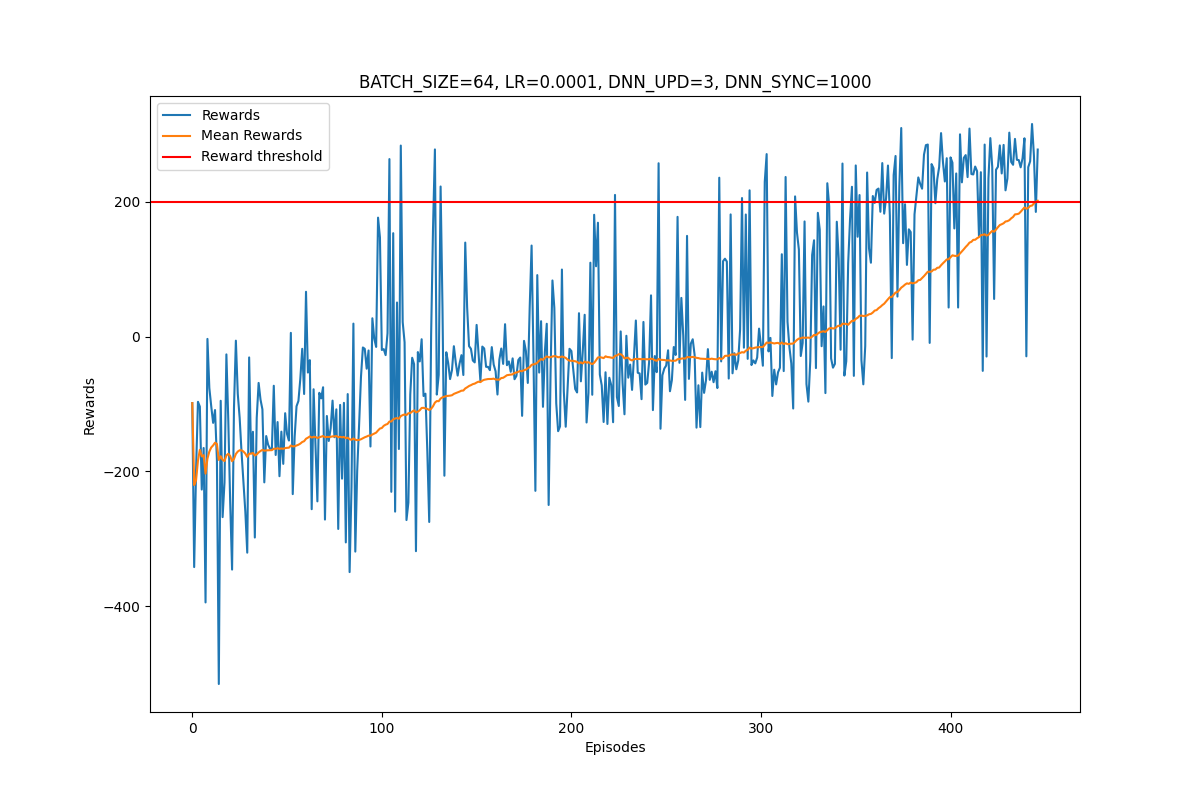 BATCH_SIZE=64, LR=0.0001, DNN_UPD=3, DNN_SYNC=1000
Rewards
Mean Rewards
Reward threshold
200
0
−200
−400
Rewards
0
100
200
300
400
Episodes